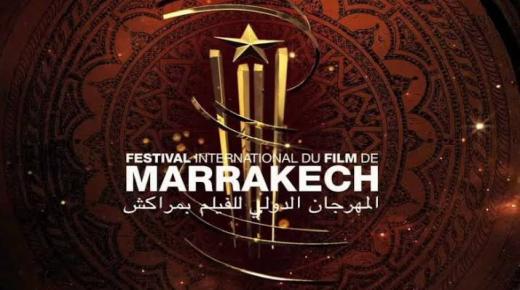 FESTIVAL INTERNATIONAL DU FILM DE
MARRAKECH
المهرجان الدولي للفيلم بمراكش